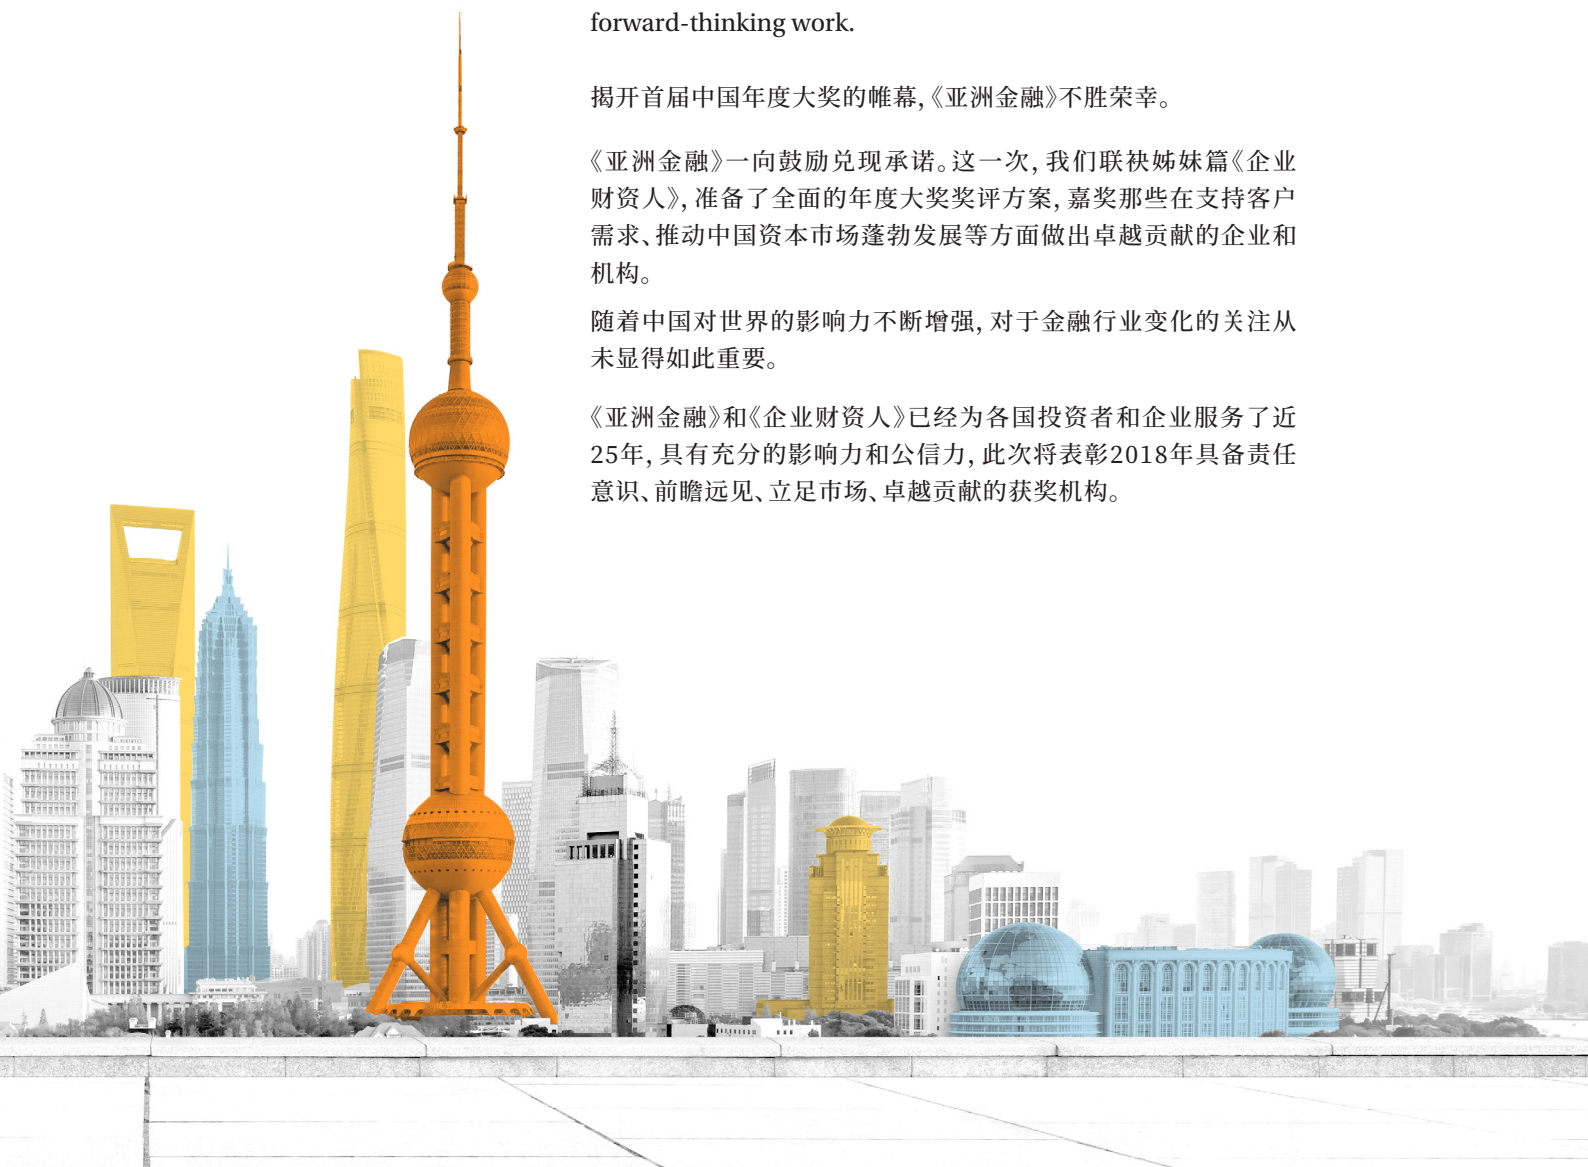 forward-thinking work.
揭开首届中国年度大奖的帷幕,《亚洲金融》不胜荣幸。
《亚洲金融》一向鼓励兑现承诺。这一次, 我们联袂姊妹篇《企业
财资人》, 准备了全面的年度大奖奖评方案, 嘉奖那些在支持客户
需求、推动中国资本市场蓬勃发展等方面做出卓越贡献的企业和
机构。
随着中国对世界的影响力不断增强, 对于金融行业变化的关注从
未显得如此重要。
《亚洲金融》和《企业财资人》已经为各国投资者和企业服务了近
25年, 具有充分的影响力和公信力, 此次将表彰2018年具备责任
意识、前瞻远见、立足市场、卓越贡献的获奖机构。